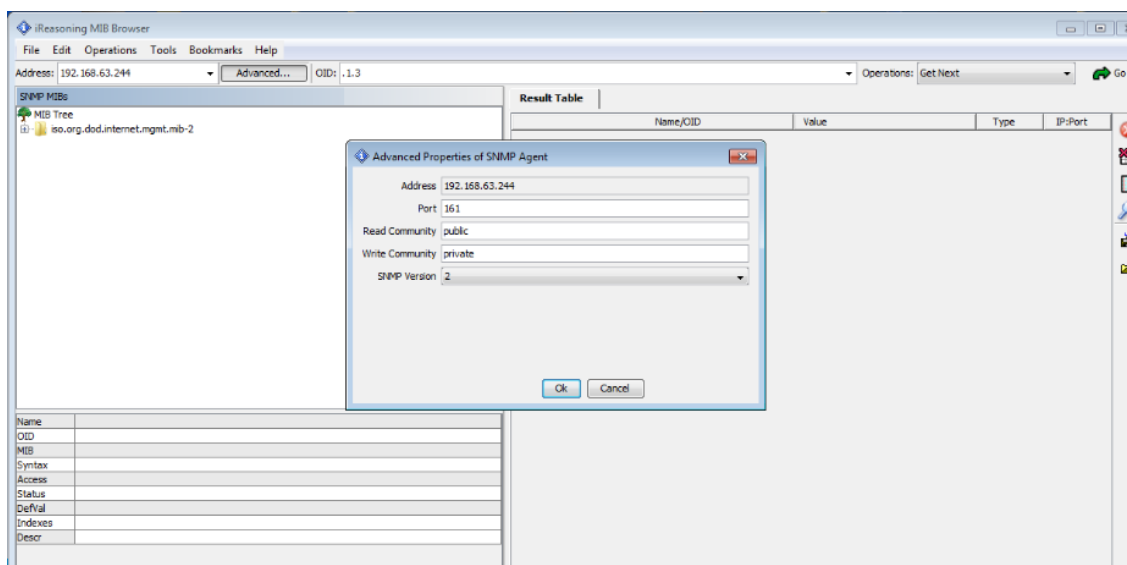 iReasoning MIB Browser
File Edit Operations Tools Bookmarks Help
Address: 192.168.63.244 Advanced... OID: .1.3 Operations: Get Next Go
SNMP MIBs
MIB Tree
iso.org.dod.internet.mgmt.mib-2
Result Table
Name/OID Value Type IP:Port
Advanced Properties of SNMP Agent
Address 192.168.63.244
Port 161
Read Community public
Write Community private
SNMP Version 2
Ok Cancel
Name
OID
MIB
Syntax
Access
Status
DefVal
Indexes
Descr